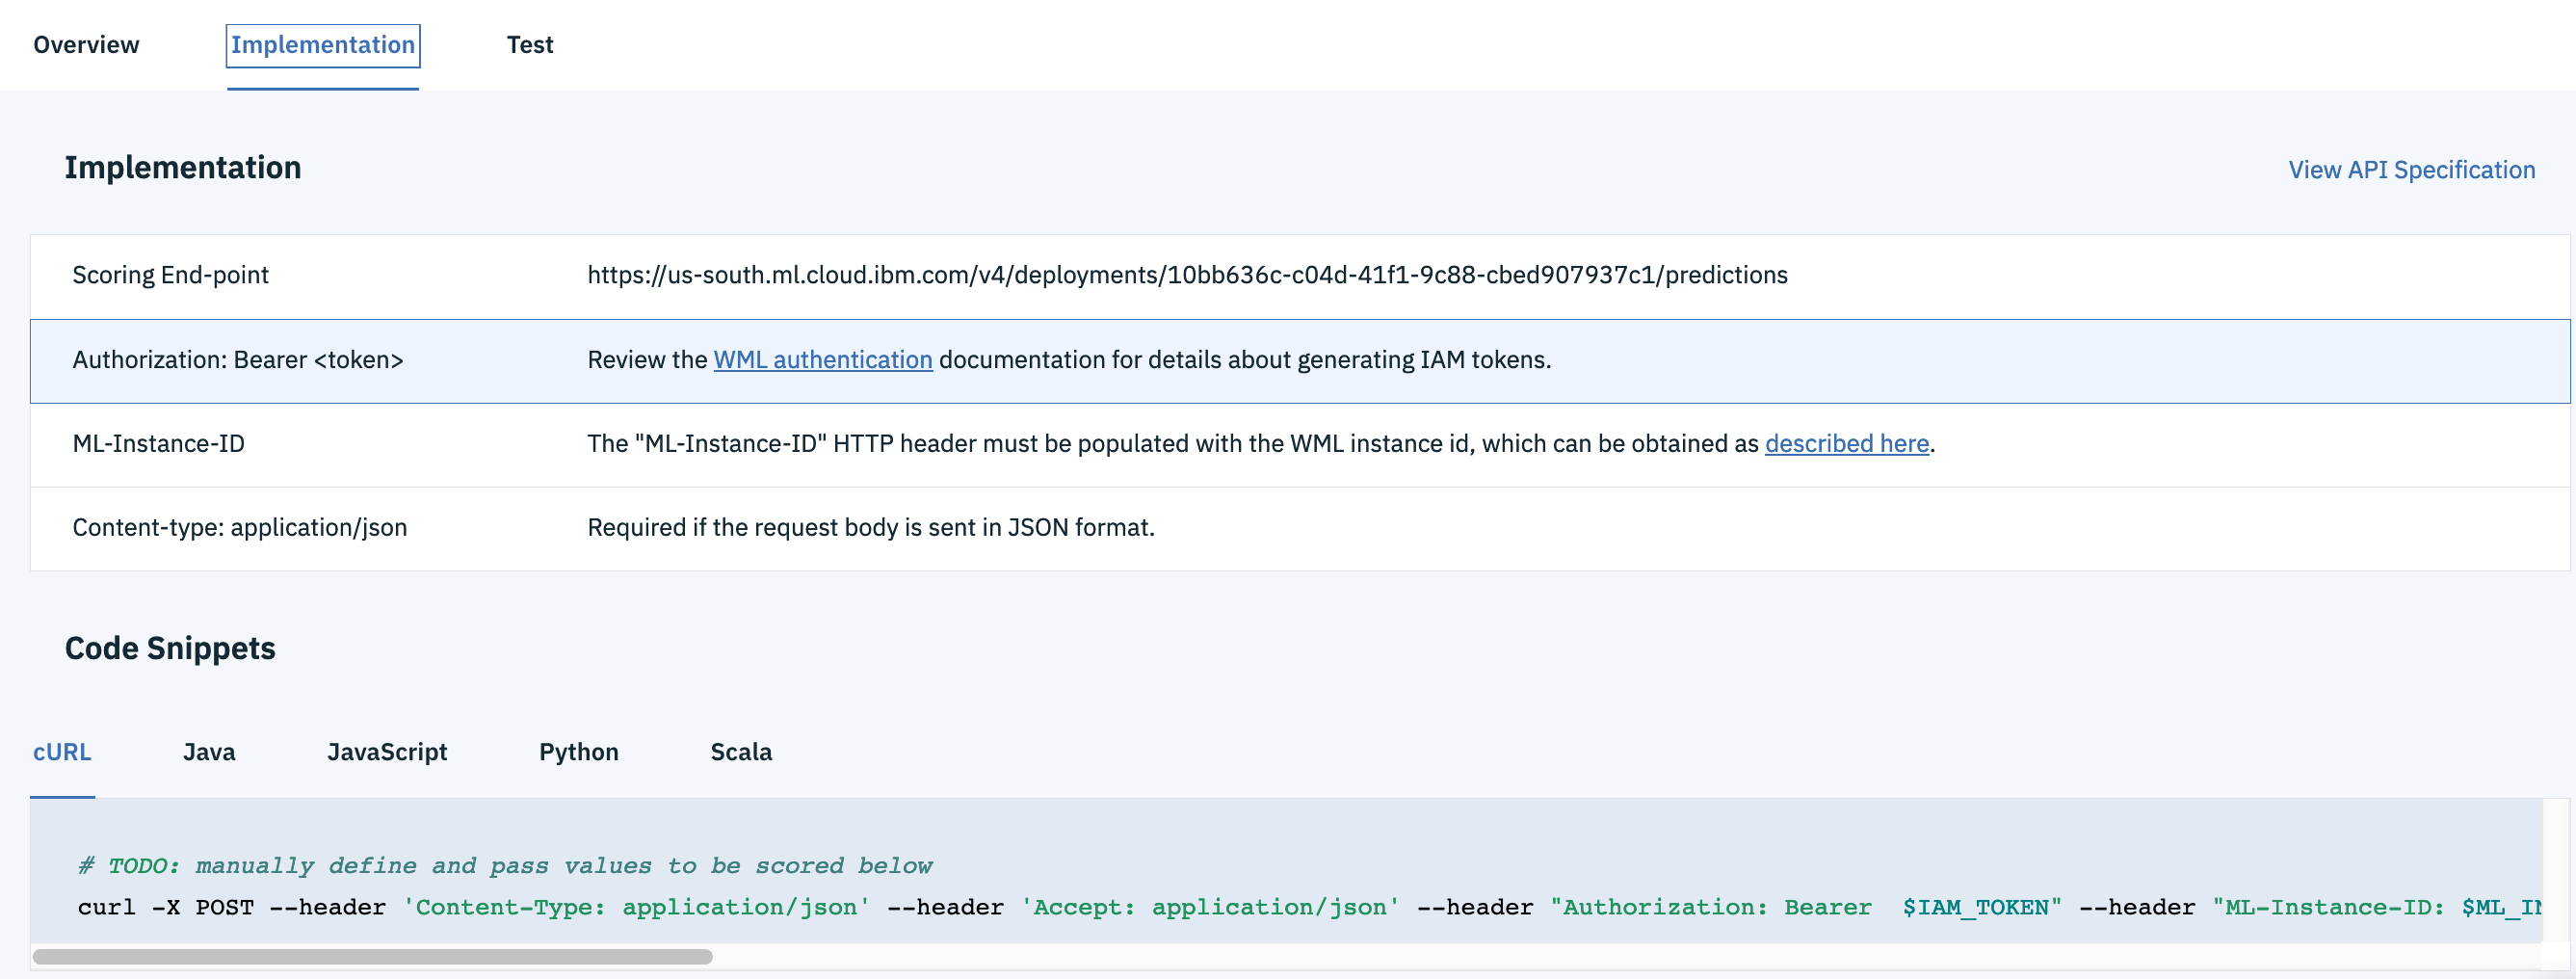 Overview Implementation Test
Implementation View API Specification
Scoring End-point https://us-south.ml.cloud.ibm.com/v4/deployments/10bb636c-c04d-41f1-9c88-cbed907937c1/predictions
Authorization: Bearer <token> Review the WML authentication documentation for details about generating IAM tokens.
ML-Instance-ID The "ML-Instance-ID" HTTP header must be populated with the WML instance id, which can be obtained as described here.
Content-type: application/json Required if the request body is sent in JSON format.
Code Snippets
cURL Java JavaScript Python Scala
# TODO: manually define and pass values to be scored below
curl -X POST --header 'Content-Type: application/json' --header 'Accept: application/json' --header "Authorization: Bearer  $IAM_TOKEN" --header "ML-Instance-ID: $ML_IN